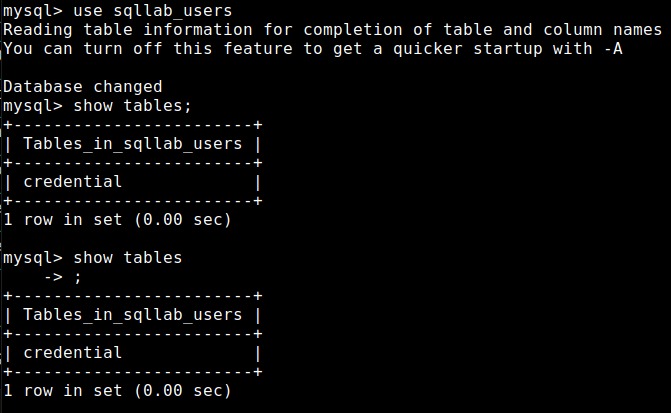 mysql> use sqllab_users
Reading table information for completion of table and column names
You can turn off this feature to get a quicker startup with -A

Database changed
mysql> show tables;
+------------------------+
| Tables_in_sqllab_users |
+------------------------+
| credential             |
+------------------------+
1 row in set (0.00 sec)

mysql> show tables
    -> ;
+------------------------+
| Tables_in_sqllab_users |
+------------------------+
| credential             |
+------------------------+
1 row in set (0.00 sec)